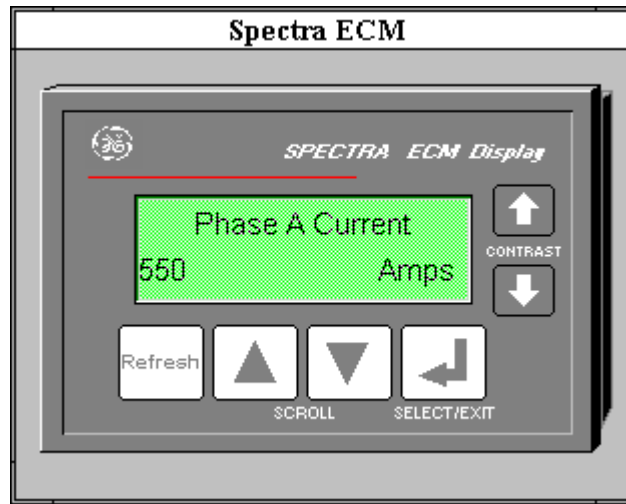 Spectra ECM
SPECTRA ECM Display
Phase A Current
550 Amps
CONTRAST
Refresh
SCROLL
SELECT/EXIT